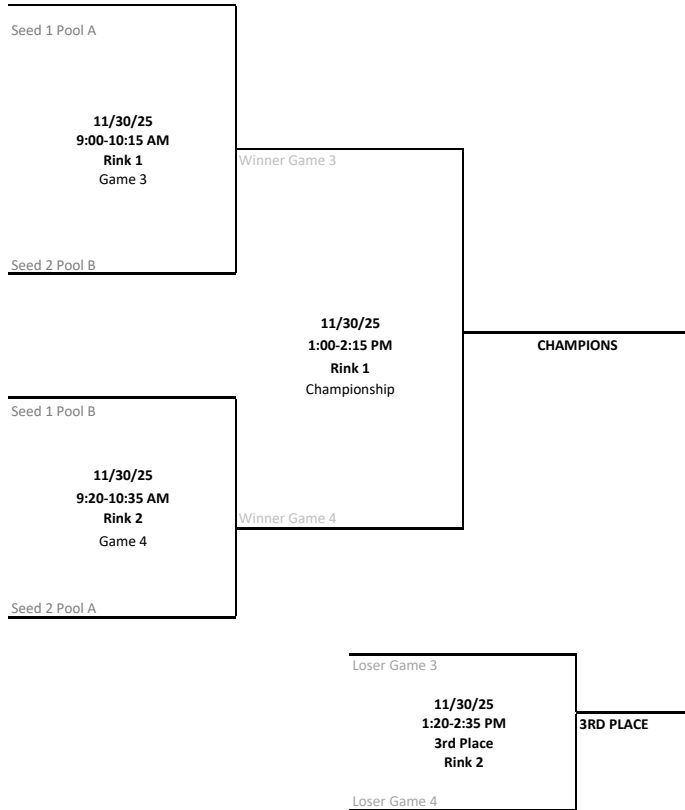 Seed 1 Pool A
11/30/25
9:00-10:15 AM
Rink 1
Game 3
Winner Game 3
Seed 2 Pool B
11/30/25
1:00-2:15 PM
Rink 1
Championship
CHAMPIONS
Seed 1 Pool B
11/30/25
9:20-10:35 AM
Rink 2
Game 4
Winner Game 4
Seed 2 Pool A
Loser Game 3
11/30/25
1:20-2:35 PM
3rd Place
Rink 2
3RD PLACE
Loser Game 4